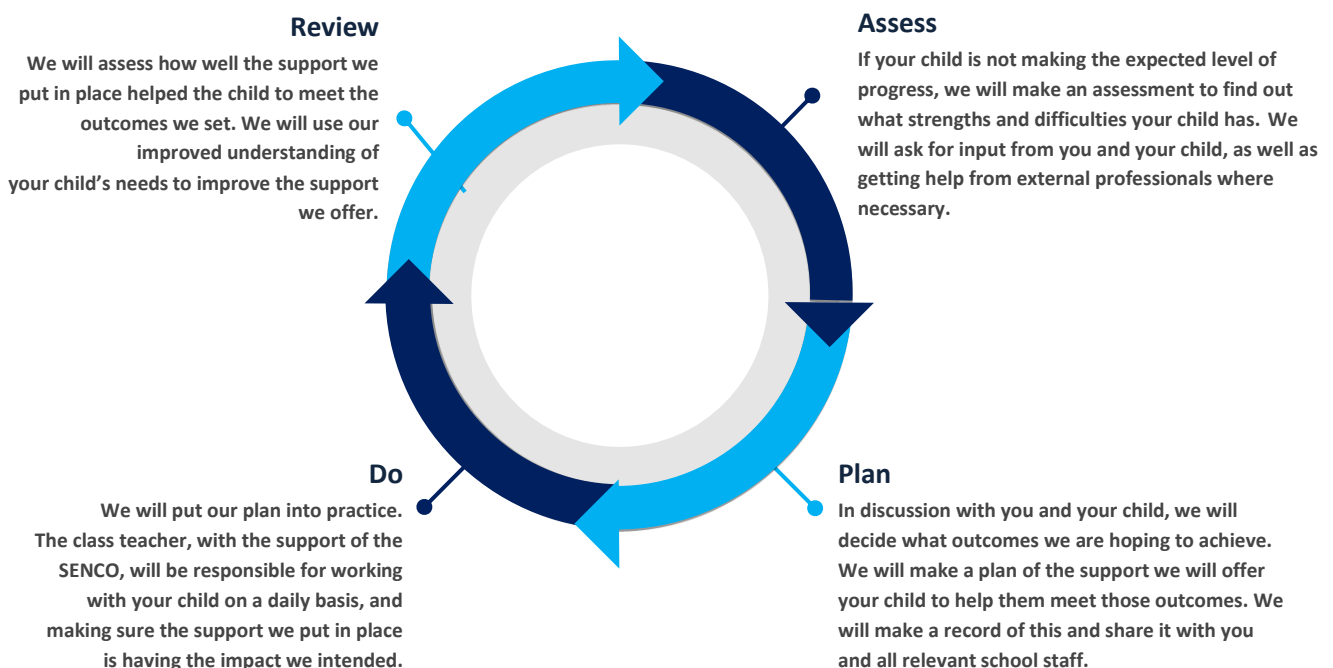 Review
We will assess how well the support we
put in place helped the child to meet the
outcomes we set. We will use our
improved understanding of
your child’s needs to improve the support
we offer.
Assess
If your child is not making the expected level of
progress, we will make an assessment to find out
what strengths and difficulties your child has. We
will ask for input from you and your child, as well as
getting help from external professionals where
necessary.
Do
We will put our plan into practice.
The class teacher, with the support of the
SENCO, will be responsible for working
with your child on a daily basis, and
making sure the support we put in place
is having the impact we intended.
Plan
In discussion with you and your child, we will
decide what outcomes we are hoping to achieve.
We will make a plan of the support we will offer
your child to help them meet those outcomes. We
will make a record of this and share it with you
and all relevant school staff.